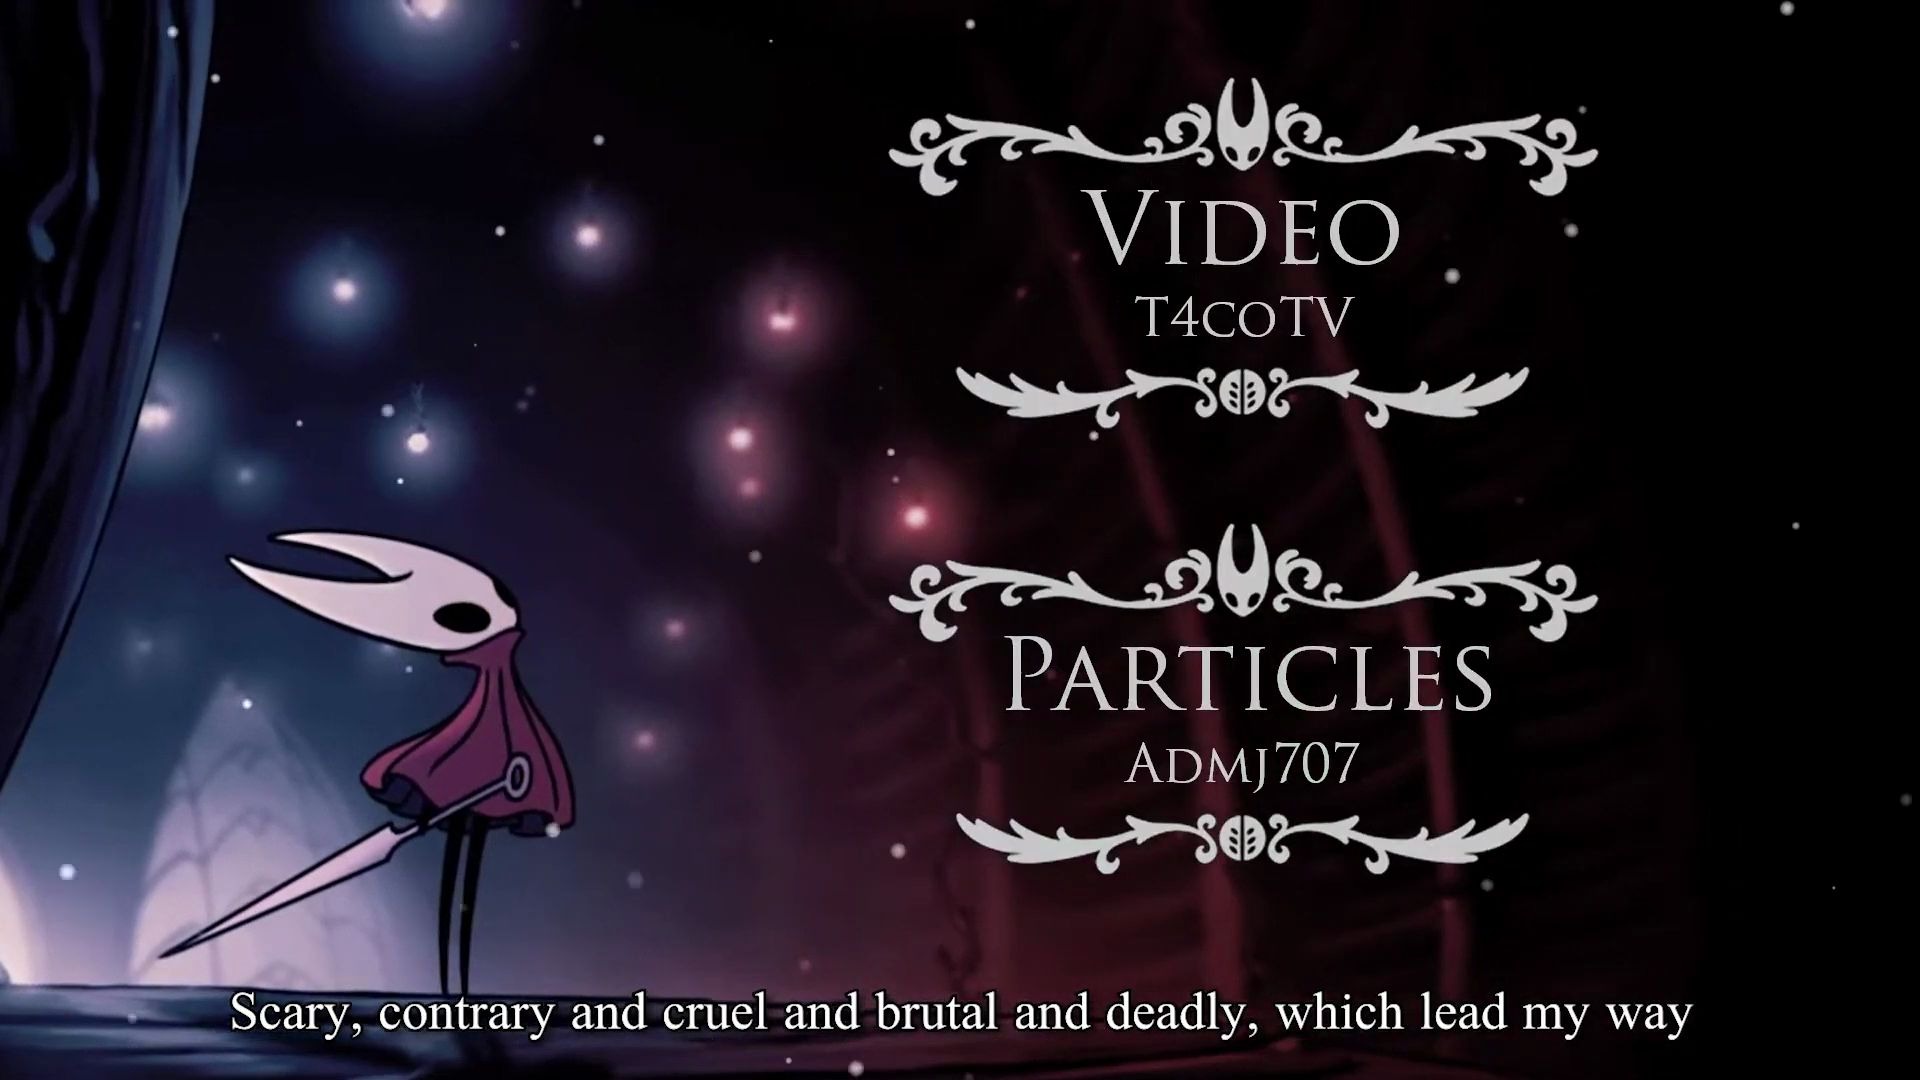 Video
T4coTV
Particles
Admj707
Scary, contrary and cruel and brutal and deadly, which lead my way